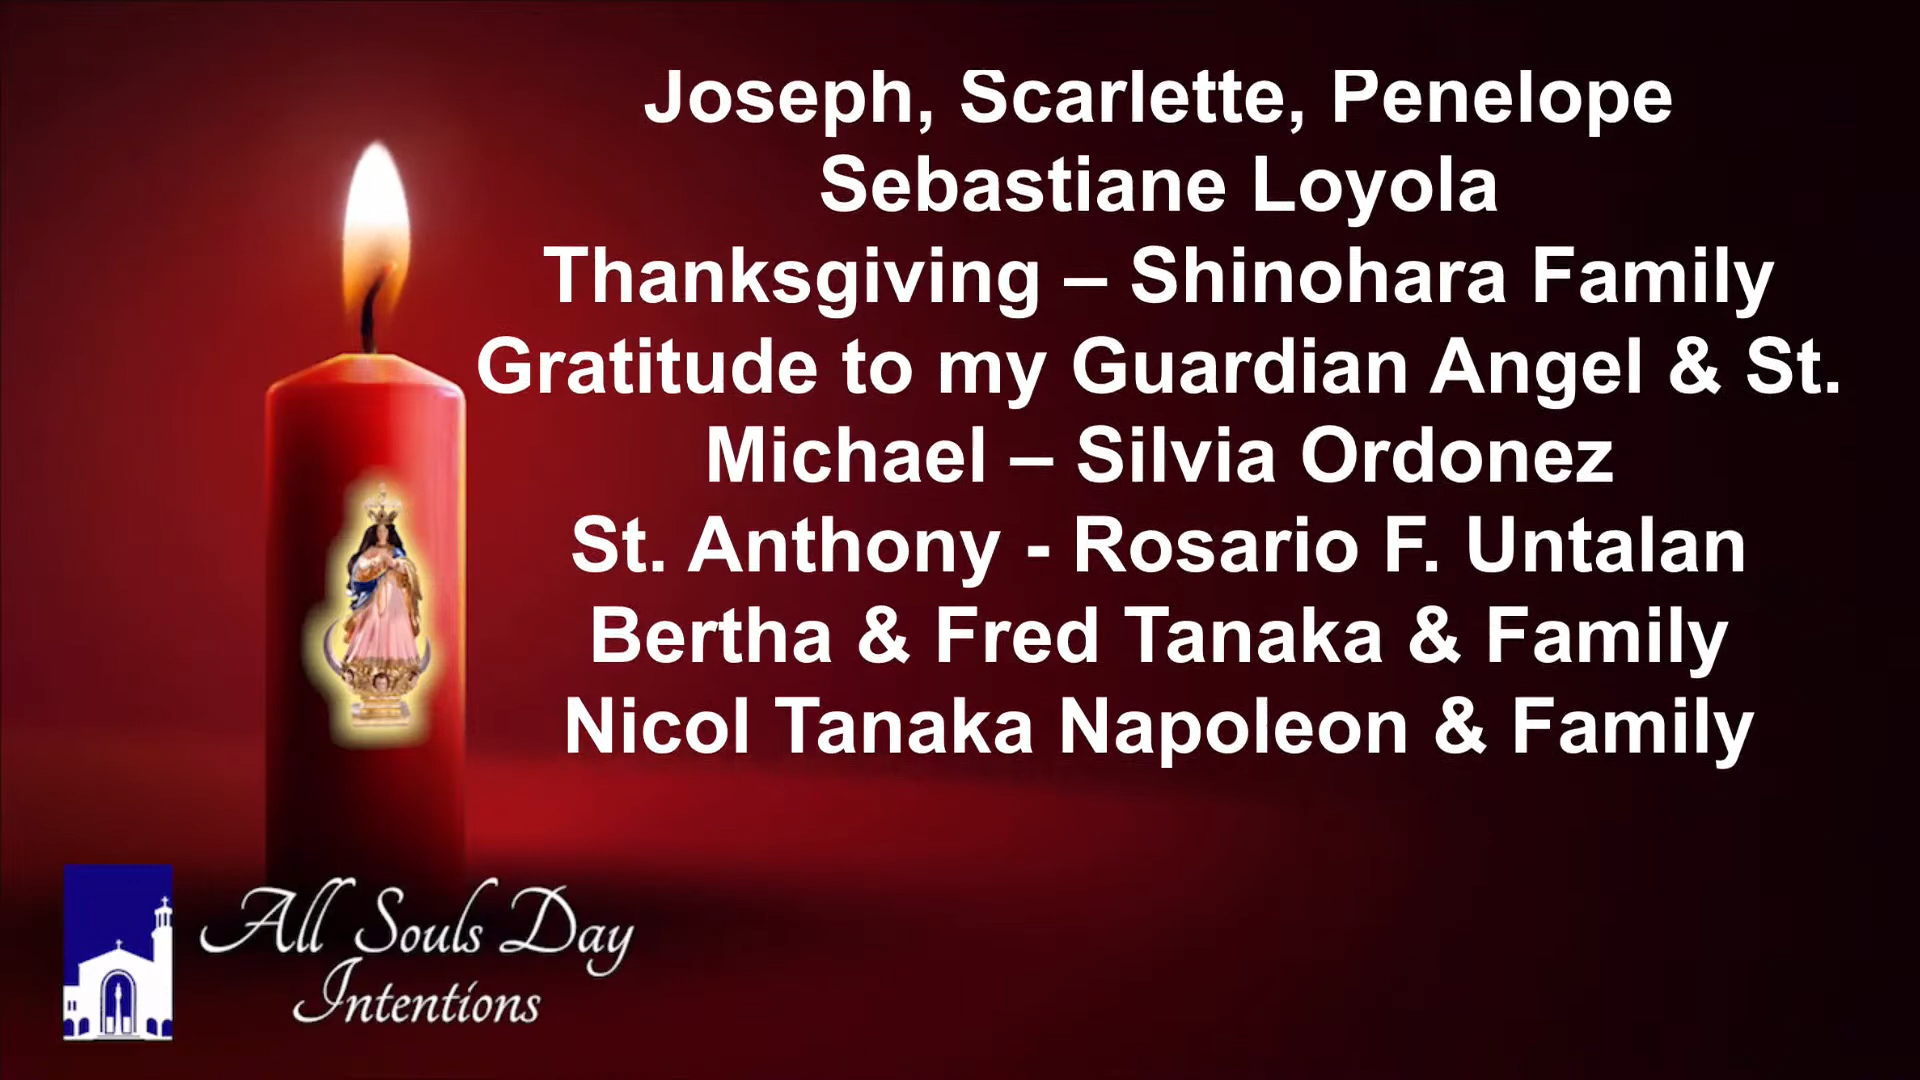 Joseph, Scarlette, Penelope
Sebastiane Loyola
Thanksgiving – Shinohara Family
Gratitude to my Guardian Angel & St.
Michael – Silvia Ordonez
St. Anthony - Rosario F. Untalan
Bertha & Fred Tanaka & Family
Nicol Tanaka Napoleon & Family
All Souls Day
Intentions